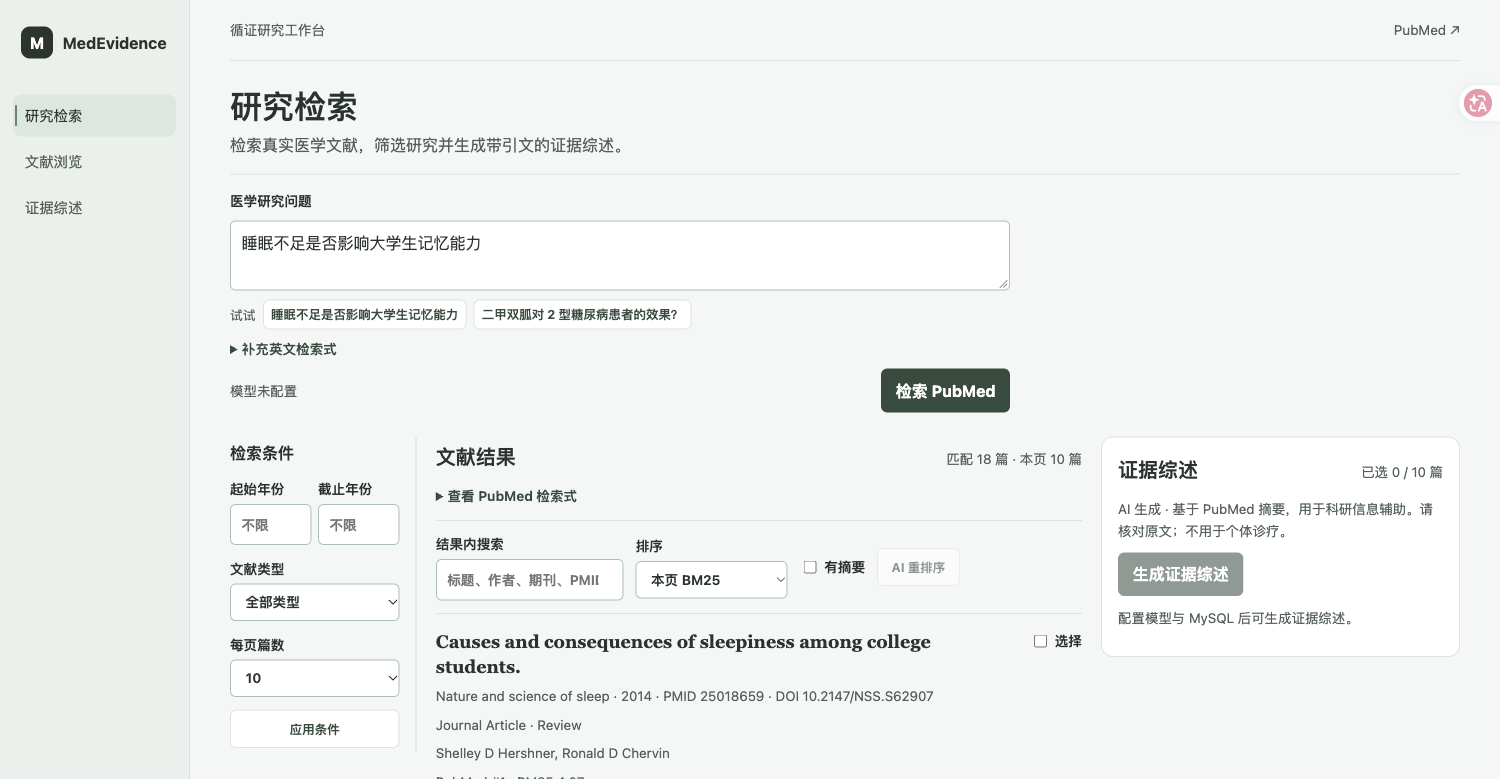 M MedEvidence
研究检索
文献浏览
证据综述
循证研究工作台
PubMed ↗
研究检索
检索真实医学文献，筛选研究并生成带引文的证据综述。
医学研究问题
睡眠不足是否影响大学生记忆能力
试试 睡眠不足是否影响大学生记忆能力 二甲双胍对 2 型糖尿病患者的效果？
▶ 补充英文检索式
模型未配置
检索 PubMed
检索条件
起始年份 截止年份
不限 不限
文献类型
全部类型
每页篇数
10
应用条件
文献结果
匹配 18 篇 · 本页 10 篇
▶ 查看 PubMed 检索式
结果内搜索
标题、作者、期刊、PMI
排序
本页 BM25
有摘要
AI 重排序
Causes and consequences of sleepiness among college
students.
选择
Nature and science of sleep · 2014 · PMID 25018659 · DOI 10.2147/NSS.S62907
Journal Article · Review
Shelley D Hershner, Ronald D Chervin
证据综述
已选 0 / 10 篇
AI 生成 · 基于 PubMed 摘要，用于科研信息辅助。请
核对原文；不用于个体诊疗。
生成证据综述
配置模型与 MySQL 后可生成证据综述。